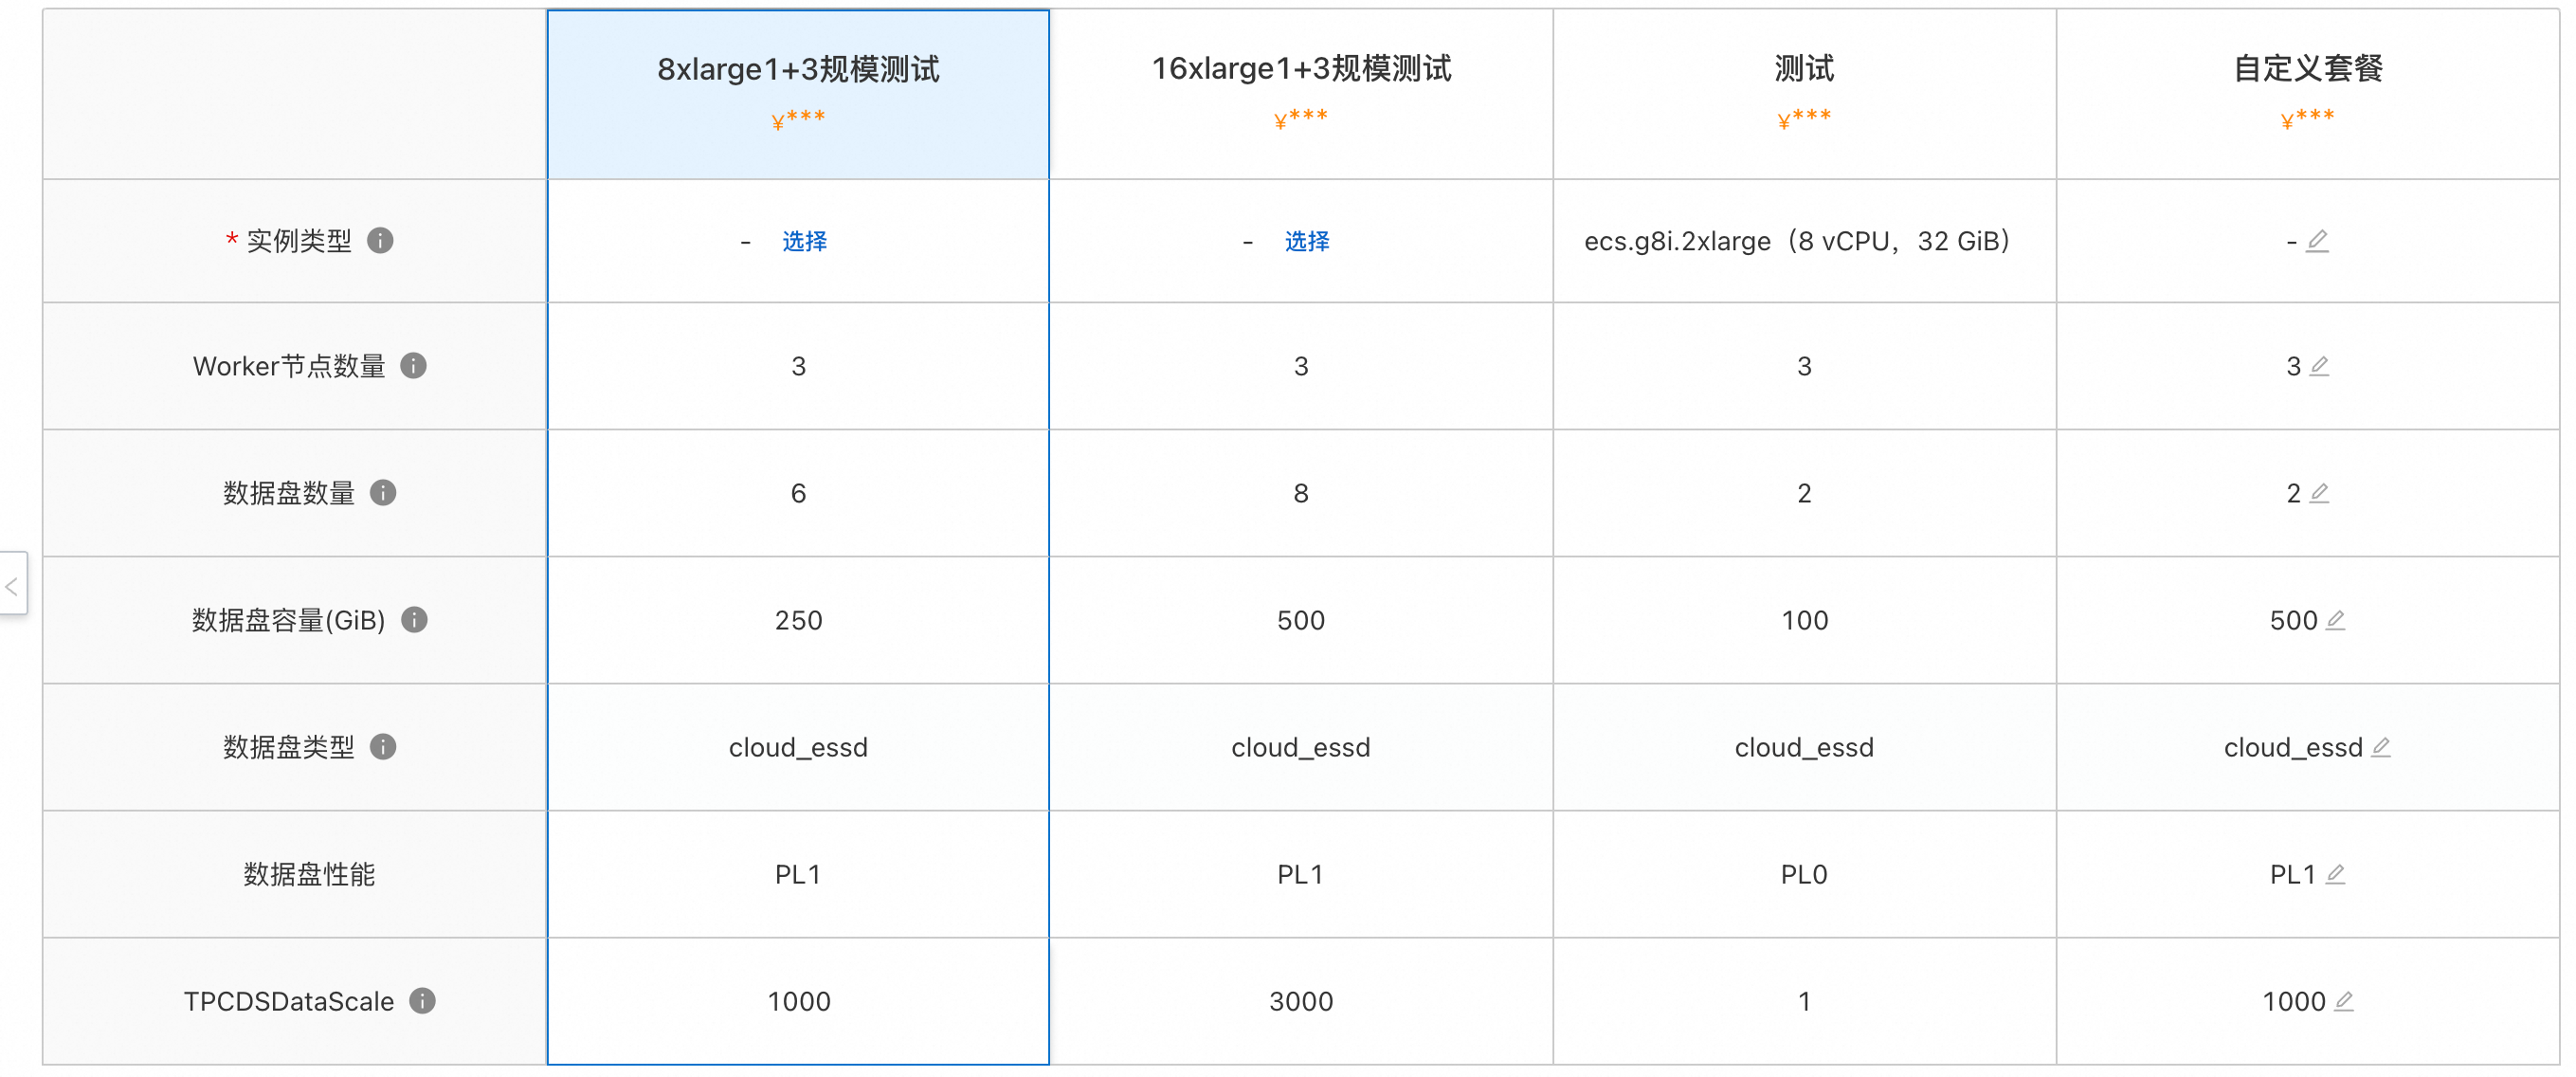 8xlarge1+3规模测试 16xlarge1+3规模测试 测试 自定义套餐
¥*** ¥*** ¥*** ¥***
* 实例类型 - 选择 - 选择 ecs.g8i.2xlarge（8 vCPU，32 GiB） -
Worker节点数量 3 3 3 3
数据盘数量 6 8 2 2
数据盘容量(GiB) 250 500 100 500
数据盘类型 cloud_essd cloud_essd cloud_essd cloud_essd
数据盘性能 PL1 PL1 PL0 PL1
TPCDSDataScale 1000 3000 1 1000